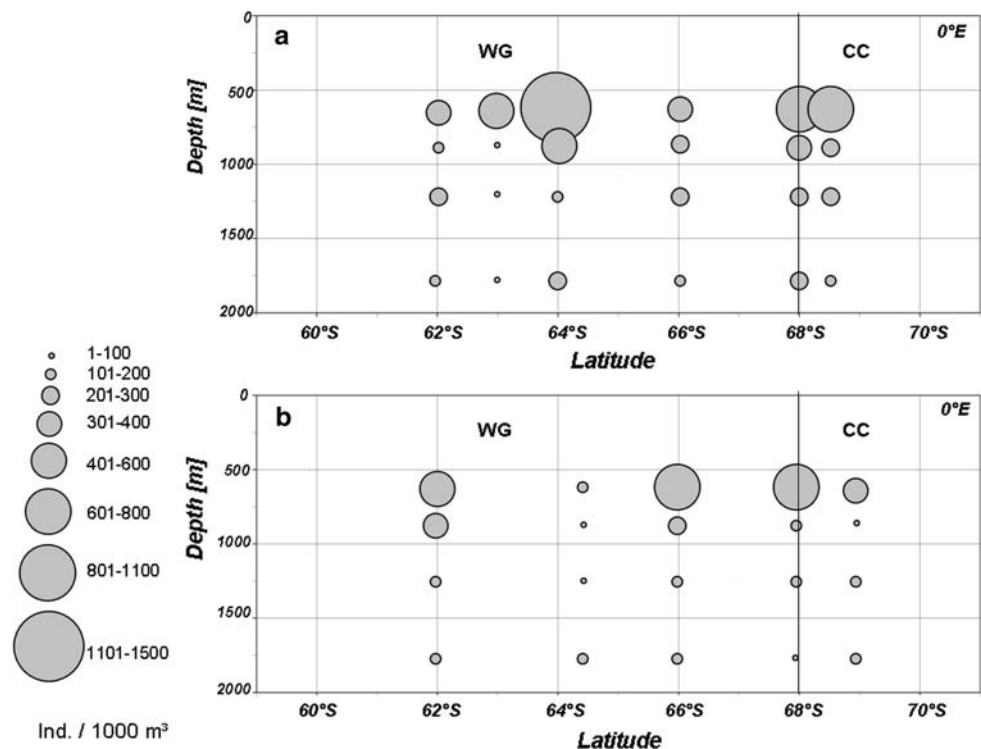 0
a
0°E
WG
CC
500
Depth [m]
1000
1500
2000
60°S 62°S 64°S 66°S 68°S 70°S
Latitude
1-100
101-200
201-300
301-400
401-600
601-800
801-1100
1101-1500
Ind. / 1000 m³
0
b
0°E
WG
CC
500
Depth [m]
1000
1500
2000
60°S 62°S 64°S 66°S 68°S 70°S
Latitude